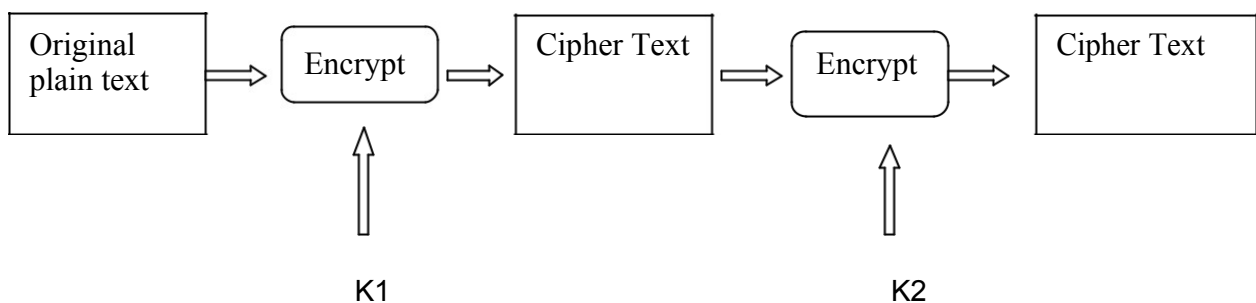 Original
plain text
Encrypt
Cipher Text
Encrypt
Cipher Text
K1
K2